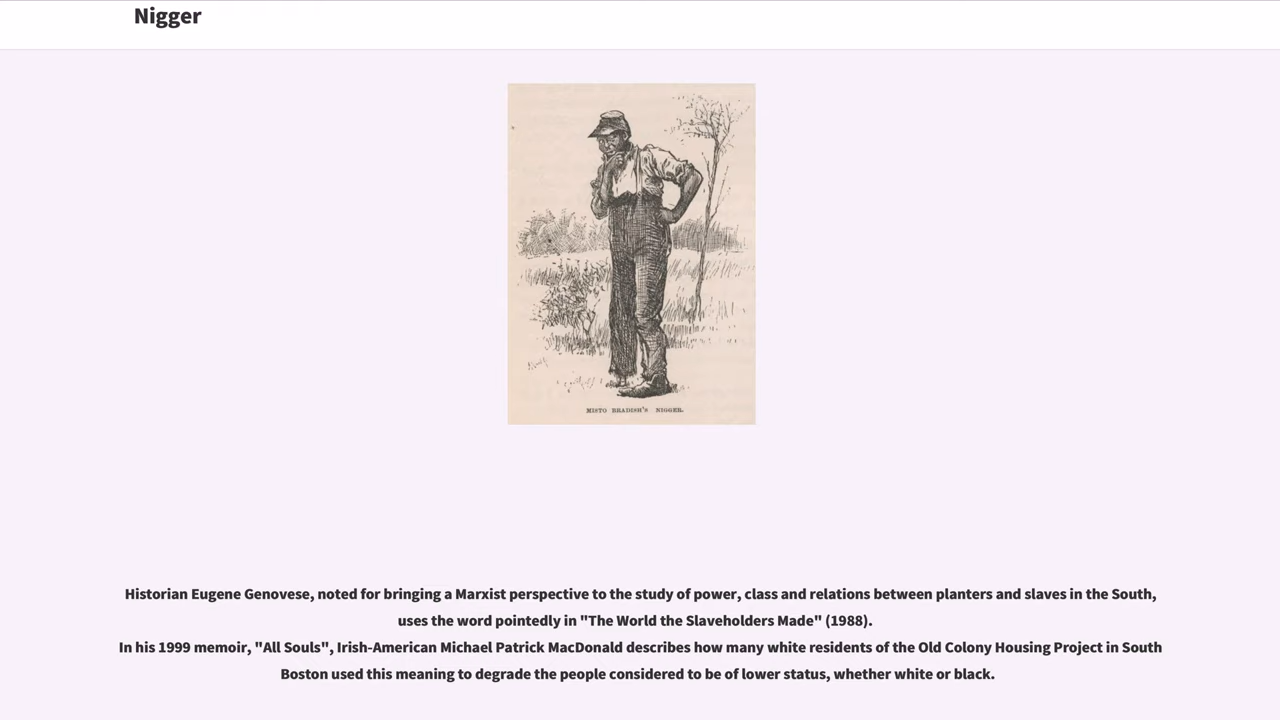 Nigger
MISTO BRADISH'S NIGGER.
Historian Eugene Genovese, noted for bringing a Marxist perspective to the study of power, class and relations between planters and slaves in the South,
uses the word pointedly in "The World the Slaveholders Made" (1988).
In his 1999 memoir, "All Souls", Irish-American Michael Patrick MacDonald describes how many white residents of the Old Colony Housing Project in South
Boston used this meaning to degrade the people considered to be of lower status, whether white or black.